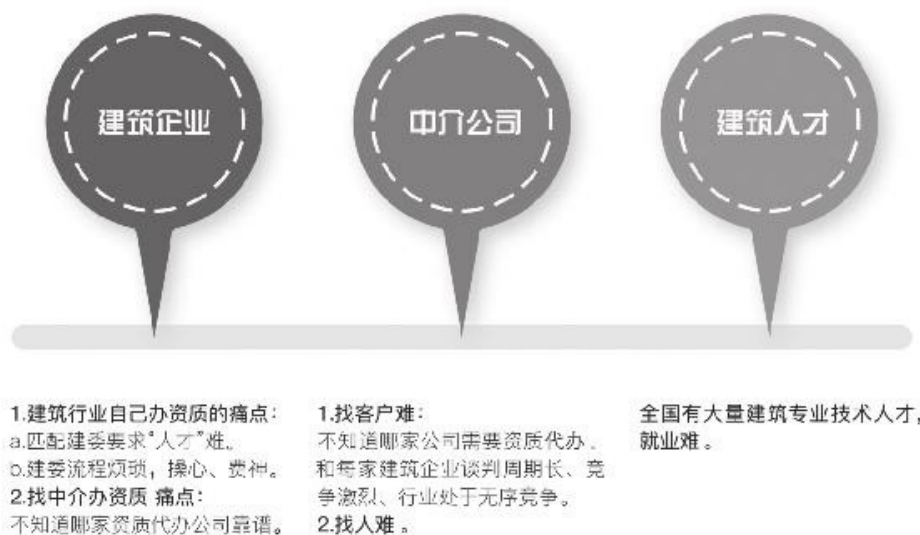 建筑企业
中介公司
建筑人才
1.建筑行业自己办资质的痛点：
a.匹配建委要求“人才”难。
b.建委流程烦琐，操心、费神。
2.找中介办资质 痛点：
不知道哪家资质代办公司靠谱。
1.找客户难：
不知道哪家公司需要资质代办。
和每家建筑企业谈判周期长、竞
争激烈、行业处于无序竞争。
2.找人难。
全国有大量建筑专业技术人才，
就业难。